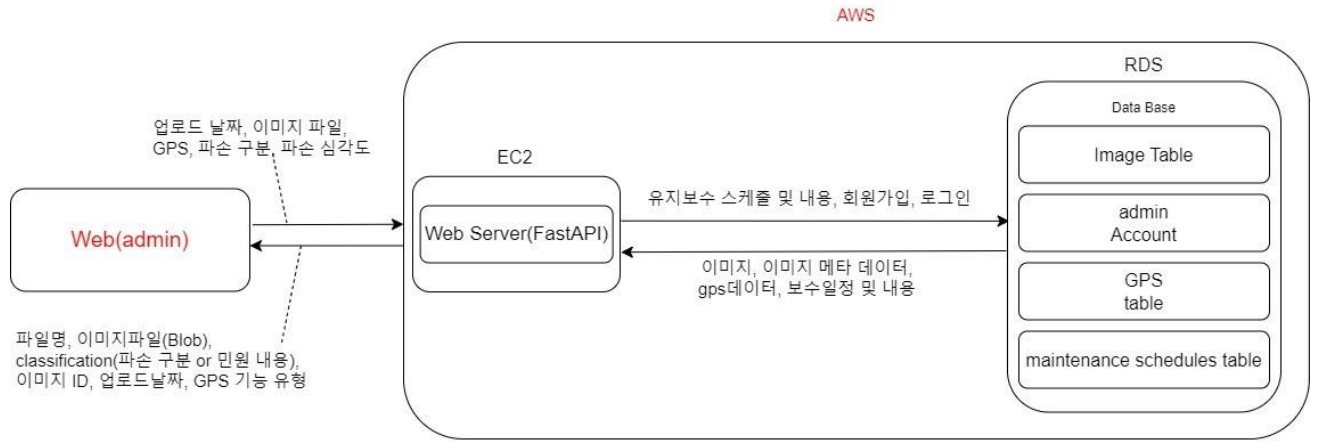 AWS
RDS
Data Base
Image Table
admin
Account
GPS
table
maintenance schedules table
업로드 날짜, 이미지 파일,
GPS, 파손 구분, 파손 심각도
EC2
Web Server(FastAPI)
Web(admin)
유지보수 스케줄 및 내용, 회원가입, 로그인
이미지, 이미지 메타 데이터,
gps데이터, 보수일정 및 내용
파일명, 이미지파일(Blob),
classification(파손 구분 or 민원 내용),
이미지 ID, 업로드날짜, GPS 기능 유형